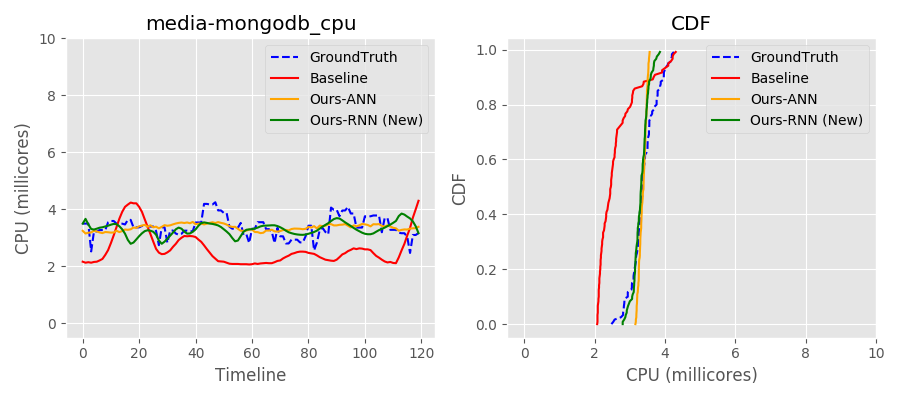 media-mongodb_cpu
CPU (millicores)
10
8
6
4
2
0
GroundTruth
Baseline
Ours-ANN
Ours-RNN (New)
0 20 40 60 80 100 120
Timeline
CDF
CDF
1.0
0.8
0.6
0.4
0.2
0.0
GroundTruth
Baseline
Ours-ANN
Ours-RNN (New)
0 2 4 6 8 10
CPU (millicores)